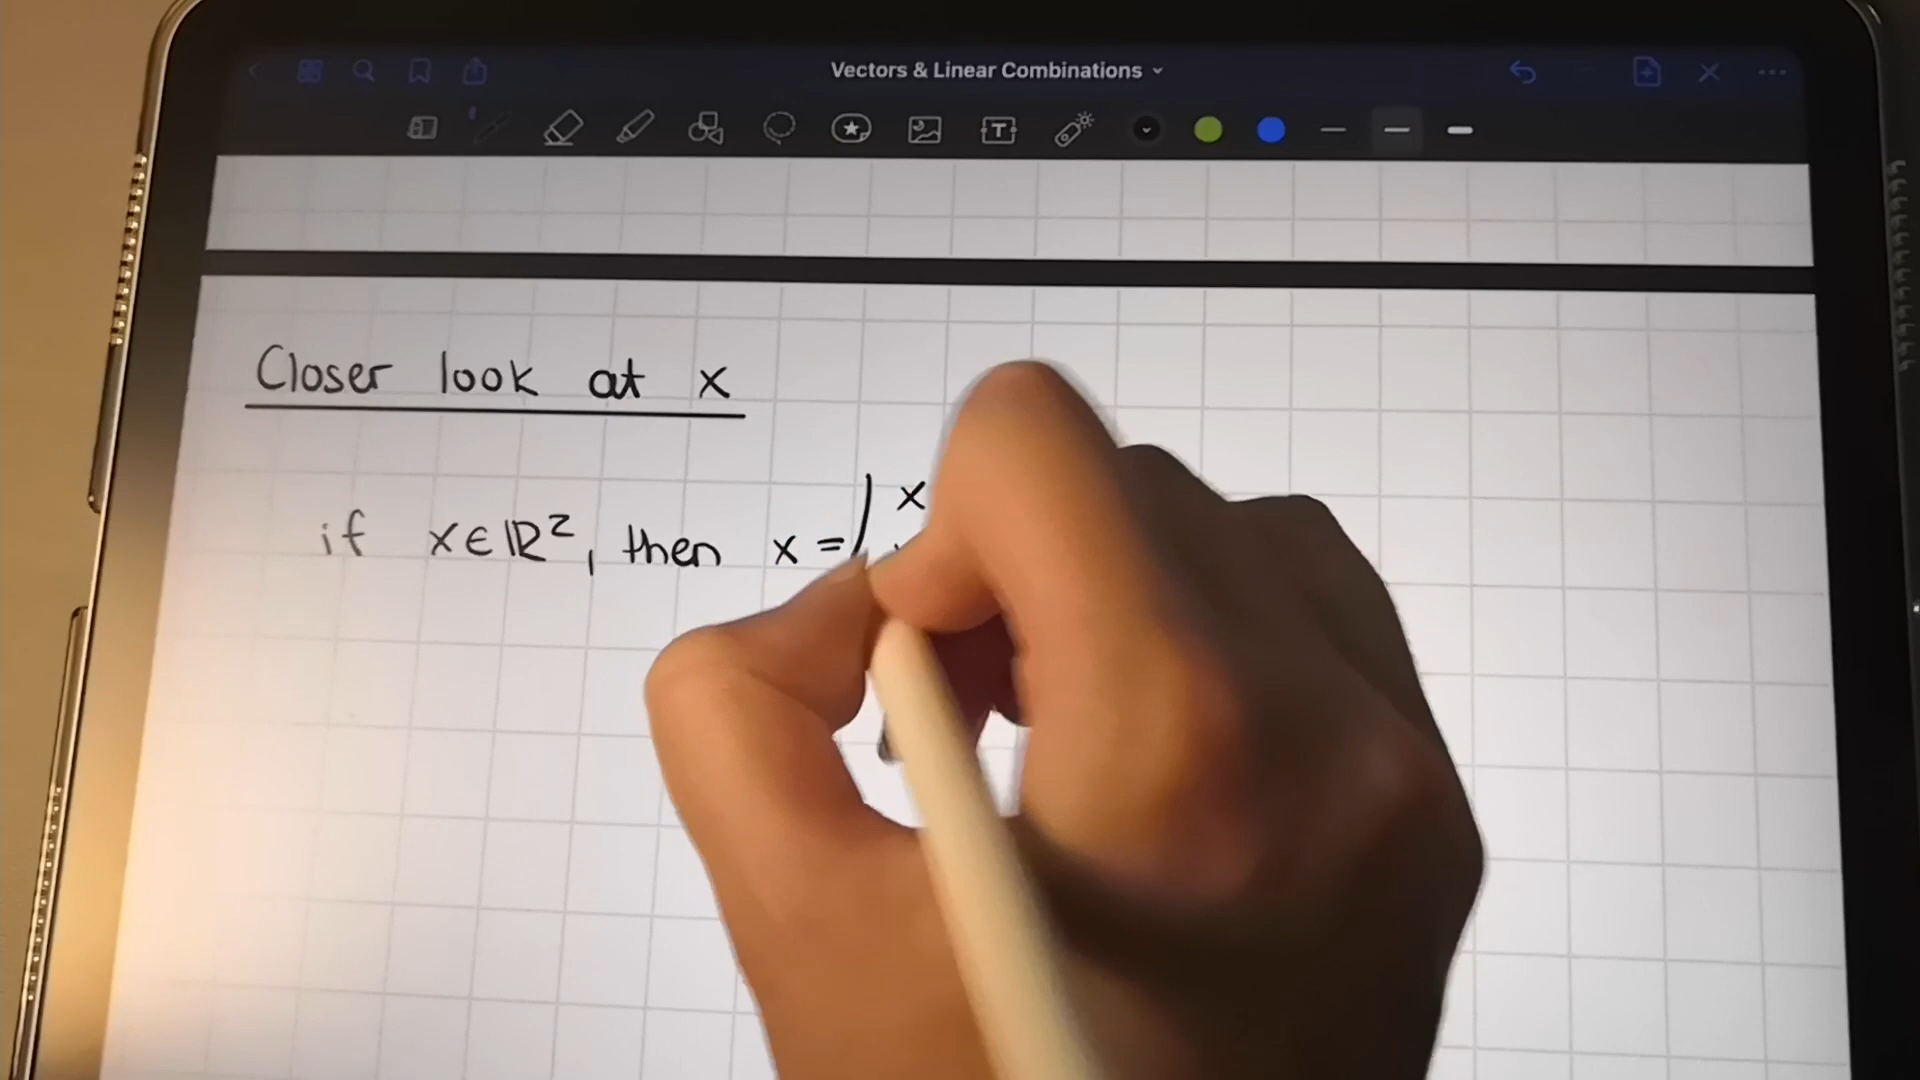 Vectors & Linear Combinations
Closer look at x
if x∈ℝ², then x = ( x